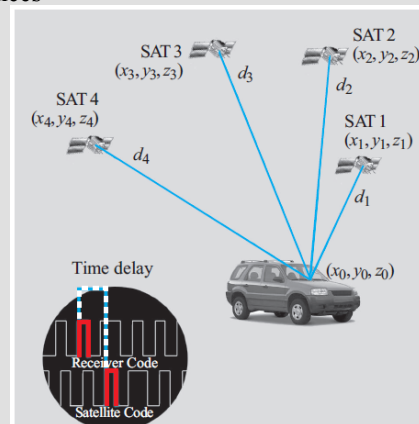 SAT 3
(x3, y3, z3)
SAT 2
(x2, y2, z2)
SAT 4
(x4, y4, z4)
SAT 1
(x1, y1, z1)
d3
d2
d4
d1
(x0, y0, z0)
Time delay
Receiver Code
Satellite Code